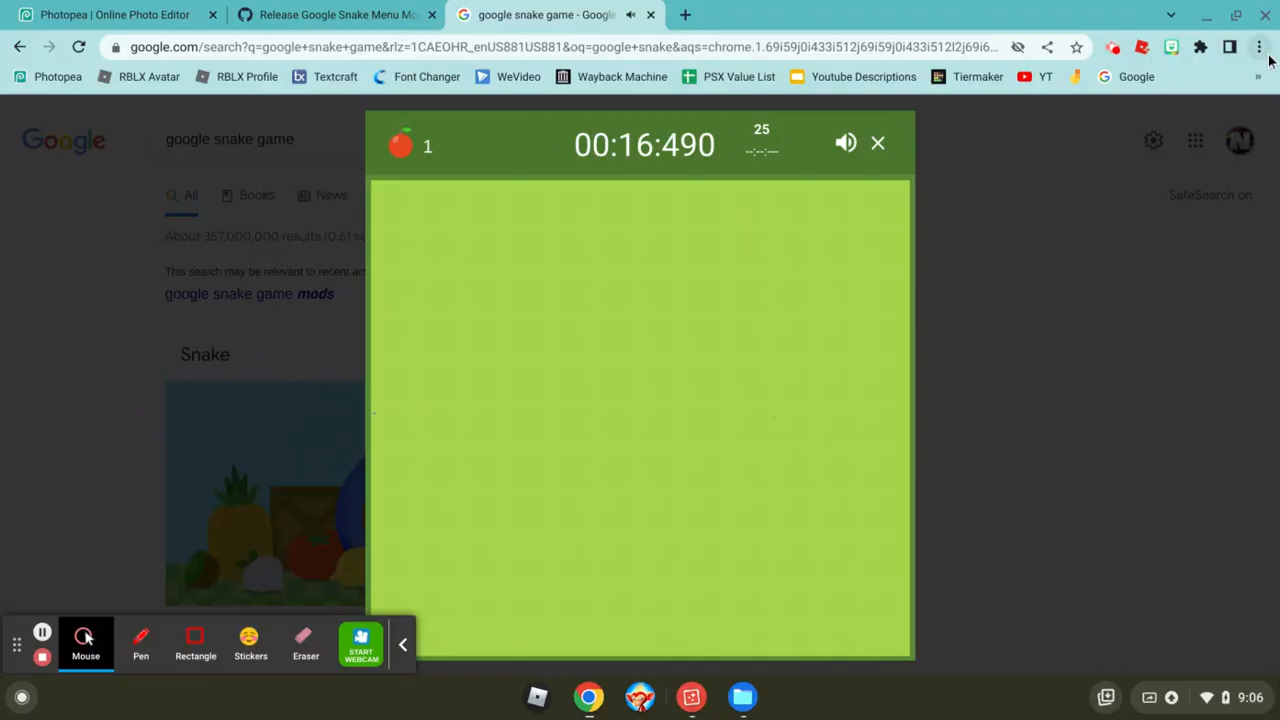 Photopea | Online Photo Editor
Release Google Snake Menu Mo
google snake game - Google
google.com/search?q=google+snake+game&rlz=1CAEOHR_enUS881US881&oq=google+snake&aqs=chrome.1.69i59j0i433i512j69i59j0i433i512l2j69i6...
Photopea
RBLX Avatar
RBLX Profile
Textcraft
Font Changer
WeVideo
Wayback Machine
PSX Value List
Youtube Descriptions
Tiermaker
YT
Google
»
Google
google snake game
1
00:16:490
25
--:--:---
All
Books
News
SafeSearch on
About 357,000,000 results (0.61 se
This search may be relevant to recent act
google snake game mods
Snake
Mouse
Pen
Rectangle
Stickers
Eraser
START
WEBCAM
9:06